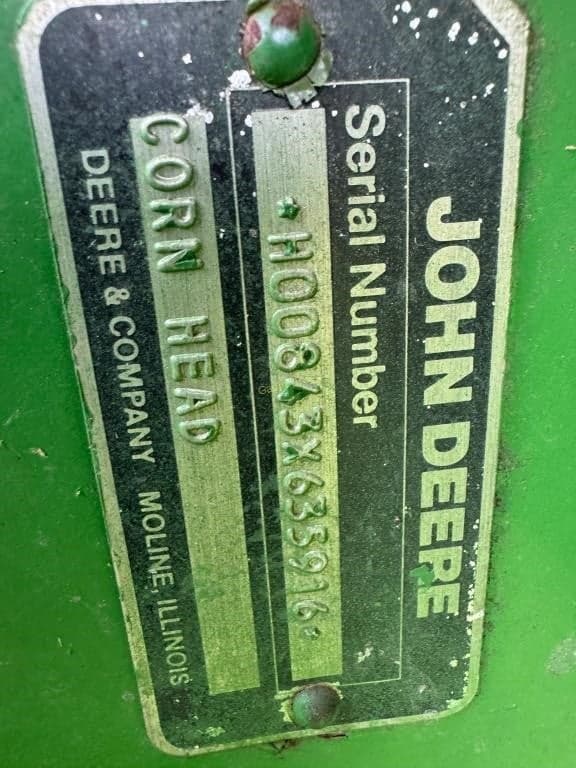 JOHN DEERE
Serial Number
*H00843X635916*
CORN HEAD
DEERE & COMPANY MOLINE, ILLINOIS